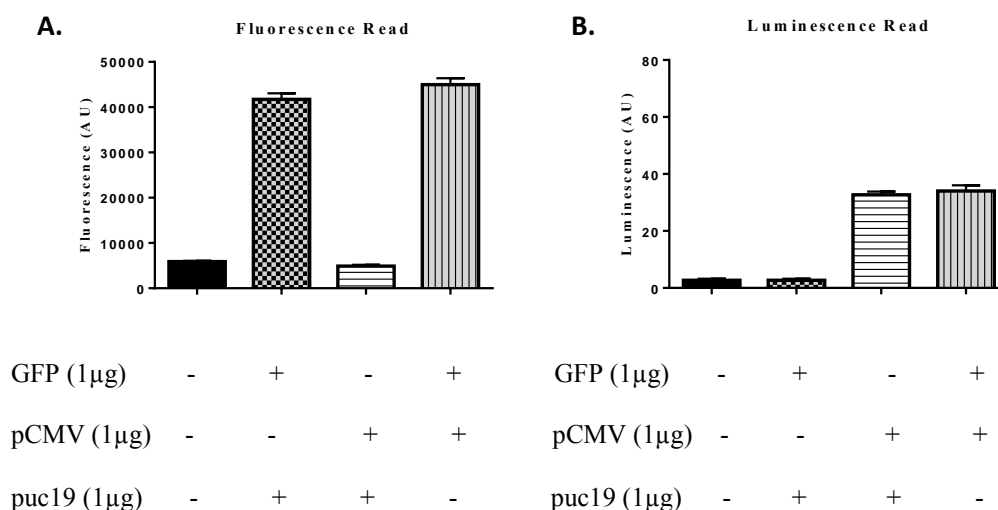 A.
Fluorescence Read
Fluorescence (AU)
50000
40000
30000
20000
10000
0
GFP (1µg) - + - +
pCMV (1µg) - - + +
puc19 (1µg) - + + -
B.
Luminescence Read
Luminescence (AU)
80
60
40
20
0
GFP (1µg) - + - +
pCMV (1µg) - - + +
puc19 (1µg) - + + -